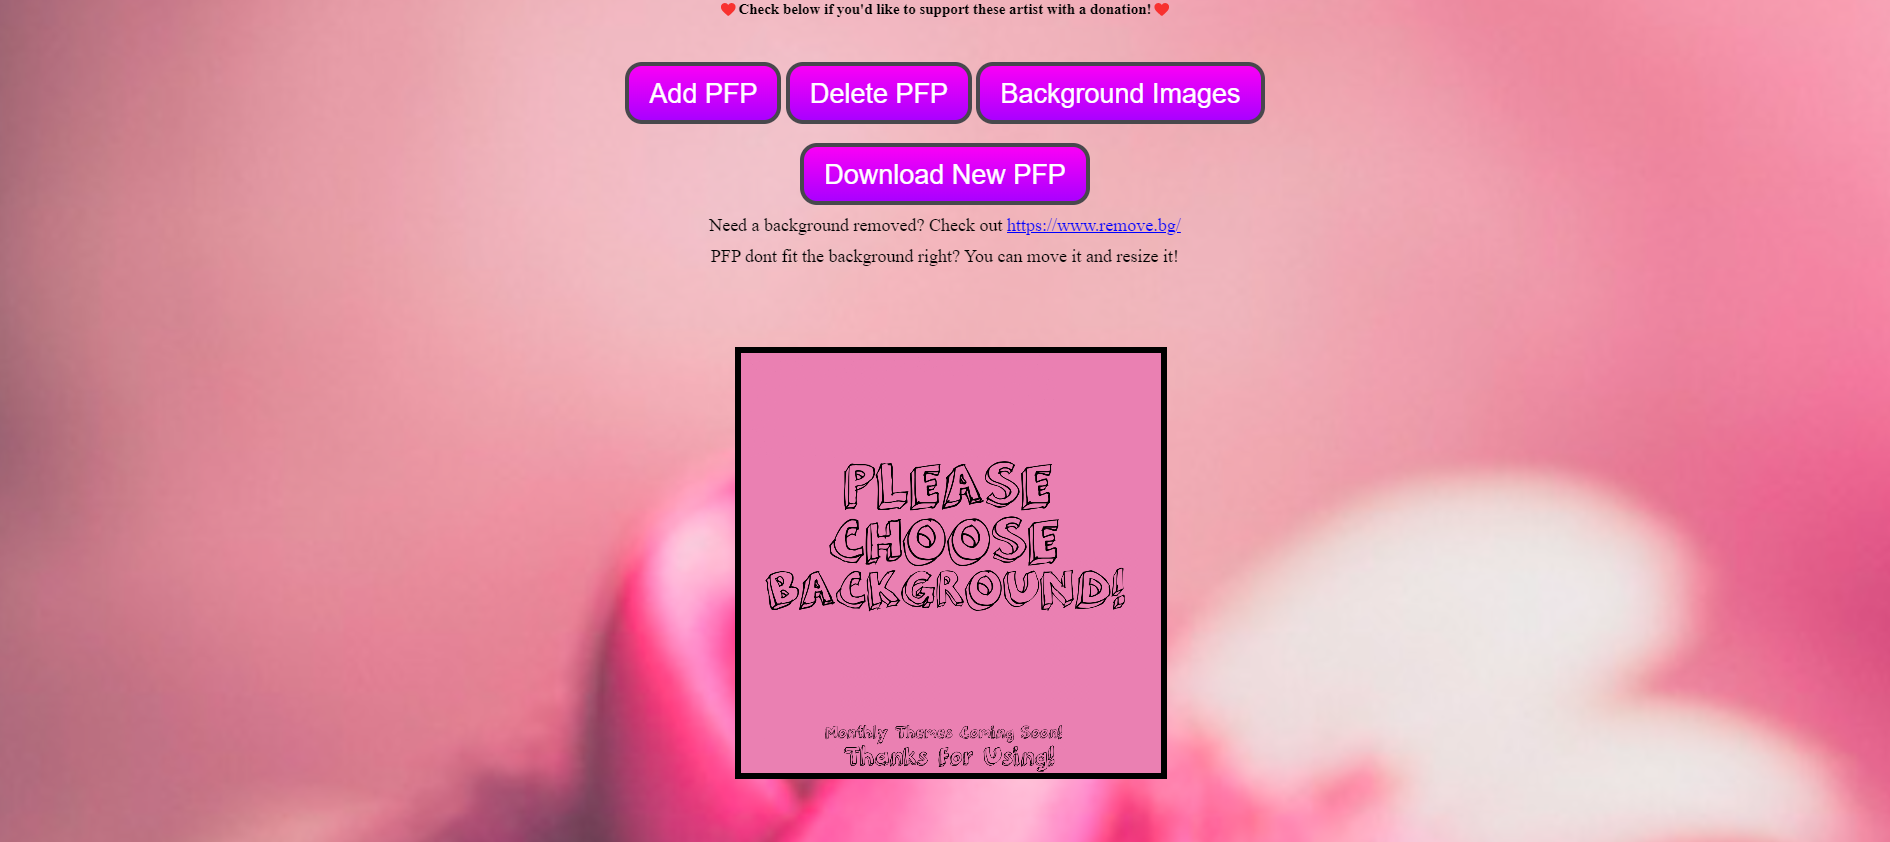 ❤️Check below if you'd like to support these artist with a donation!❤️
Add PFP Delete PFP Background Images
Download New PFP
Need a background removed? Check out https://www.remove.bg/
PFP dont fit the background right? You can move it and resize it!
PLEASE
CHOOSE
BACKGROUND!
Monthly Themes Coming Soon!
Thanks For Using!